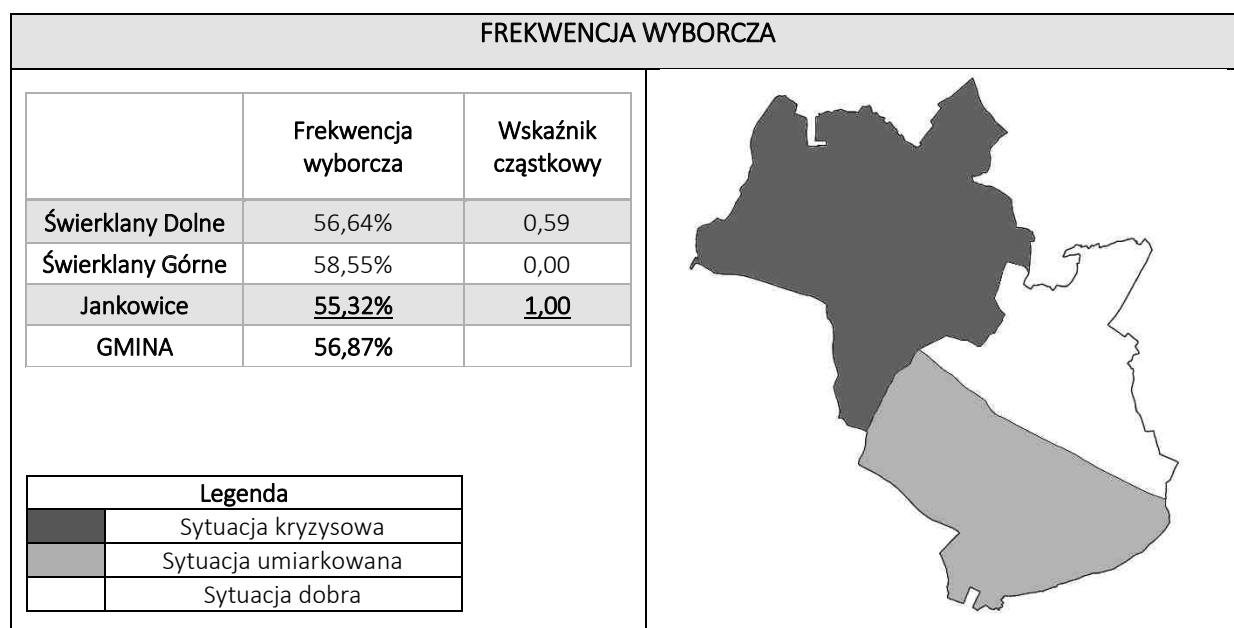 FREKWENCJA WYBORCZA
Frekwencja wyborcza Wskaźnik cząstkowy
Świerklany Dolne 56,64% 0,59
Świerklany Górne 58,55% 0,00
Jankowice 55,32% 1,00
GMINA 56,87%
Legenda
Sytuacja kryzysowa
Sytuacja umiarkowana
Sytuacja dobra